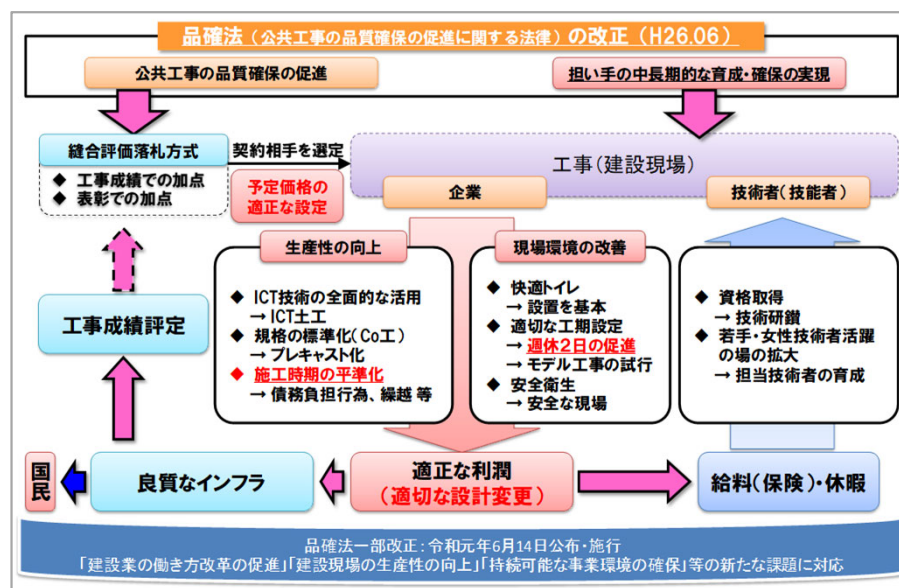 品確法(公共工事の品質確保の促進に関する法律)の改正(H26.06)
公共工事の品質確保の促進
担い手の中長期的な育成・確保の実現
縫合評価落札方式
◆ 工事成績での加点
◆ 表彰での加点
契約相手を選定
予定価格の
適正な設定
工事(建設現場)
企業
技術者(技能者)
生産性の向上
◆ ICT技術の全面的な活用
→ ICT土工
◆ 規格の標準化(Co工)
→ プレキャスト化
◆ 施工時期の平準化
→ 債務負担行為、繰越 等
現場環境の改善
◆ 快適トイレ
→ 設置を基本
◆ 適切な工期設定
→ 週休2日の促進
→ モデル工事の試行
◆ 安全衛生
→ 安全な現場
◆ 資格取得
→ 技術研鑽
◆ 若手・女性技術者活躍
の場の拡大
→ 担当技術者の育成
工事成績評定
国民
良質なインフラ
適正な利潤
(適切な設計変更)
給料(保険)・休暇
品確法一部改正:令和元年6月14日公布・施行
「建設業の働き方改革の促進」「建設現場の生産性の向上」「持続可能な事業環境の確保」等の新たな課題に対応